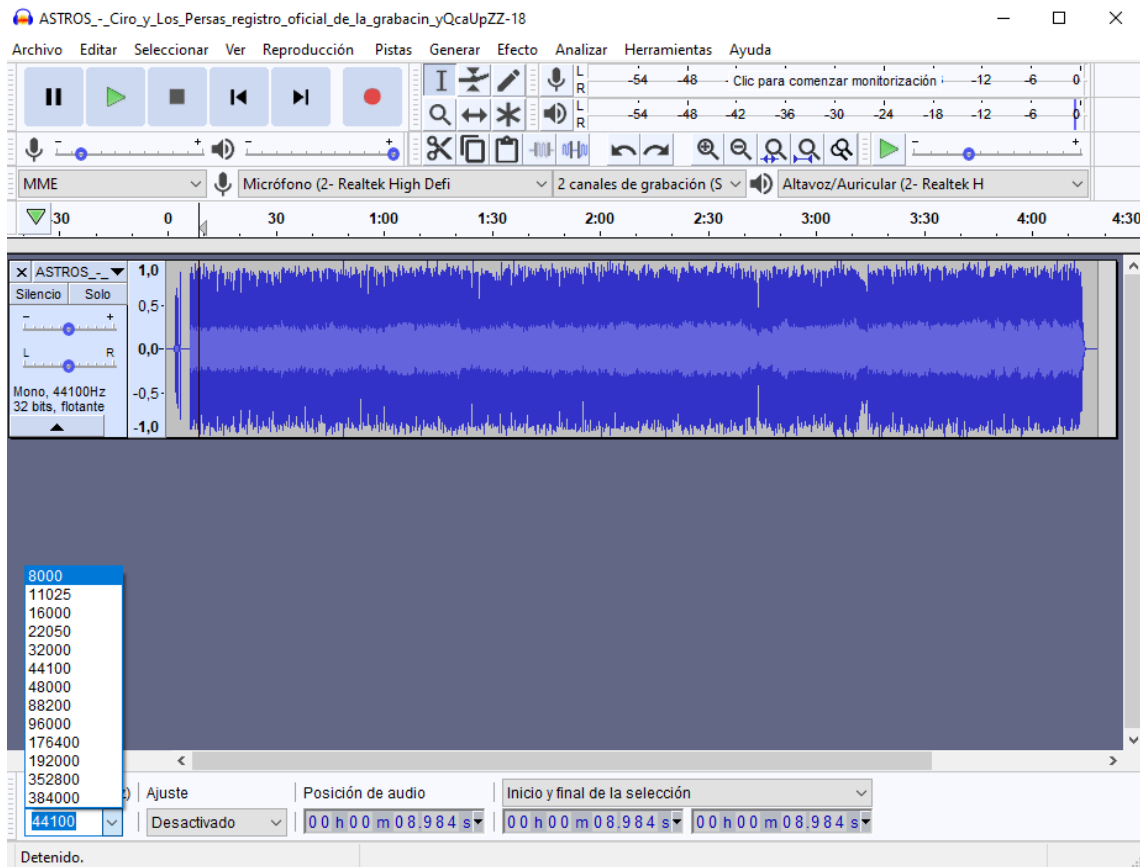 ASTROS_-_Ciro_y_Los_Persas_registro_oficial_de_la_grabacin_yQcaUpZZ-18
Archivo Editar Seleccionar Ver Reproducción Pistas Generar Efecto Analizar Herramientas Ayuda
L R -54 -48 - Clic para comenzar monitorización -12 -6 0
L R -54 -48 -42 -36 -30 -24 -18 -12 -6 0
- + - + - +
MME Micrófono (2- Realtek High Defi 2 canales de grabación (S Altavoz/Auricular (2- Realtek H
30 0 30 1:00 1:30 2:00 2:30 3:00 3:30 4:00 4:30
X ASTROS_-_ 1,0
Silencio Solo
0,5
- +
L R 0,0
Mono, 44100Hz -0,5
32 bits, flotante
-1,0
8000
11025
16000
22050
32000
44100
48000
88200
96000
176400
192000
352800
384000
z) Ajuste Posición de audio Inicio y final de la selección
44100 Desactivado 00 h 00 m 08.984 s 00 h 00 m 08.984 s 00 h 00 m 08.984 s
Detenido.